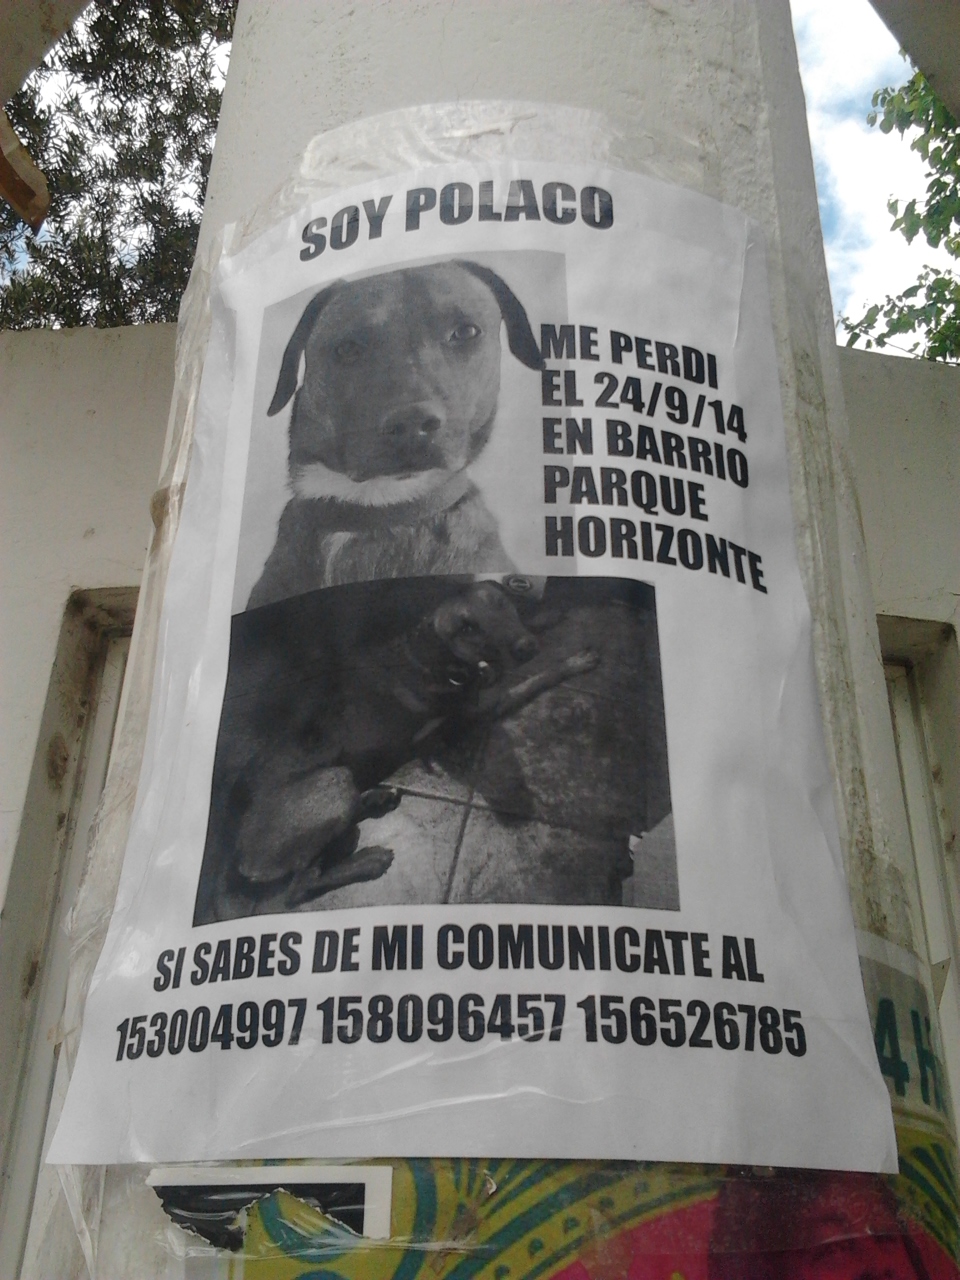 SOY POLACO
ME PERDI
EL 24/9/14
EN BARRIO
PARQUE
HORIZONTE
SI SABES DE MI COMUNICATE AL
153004997 158096457 156526785
4 H